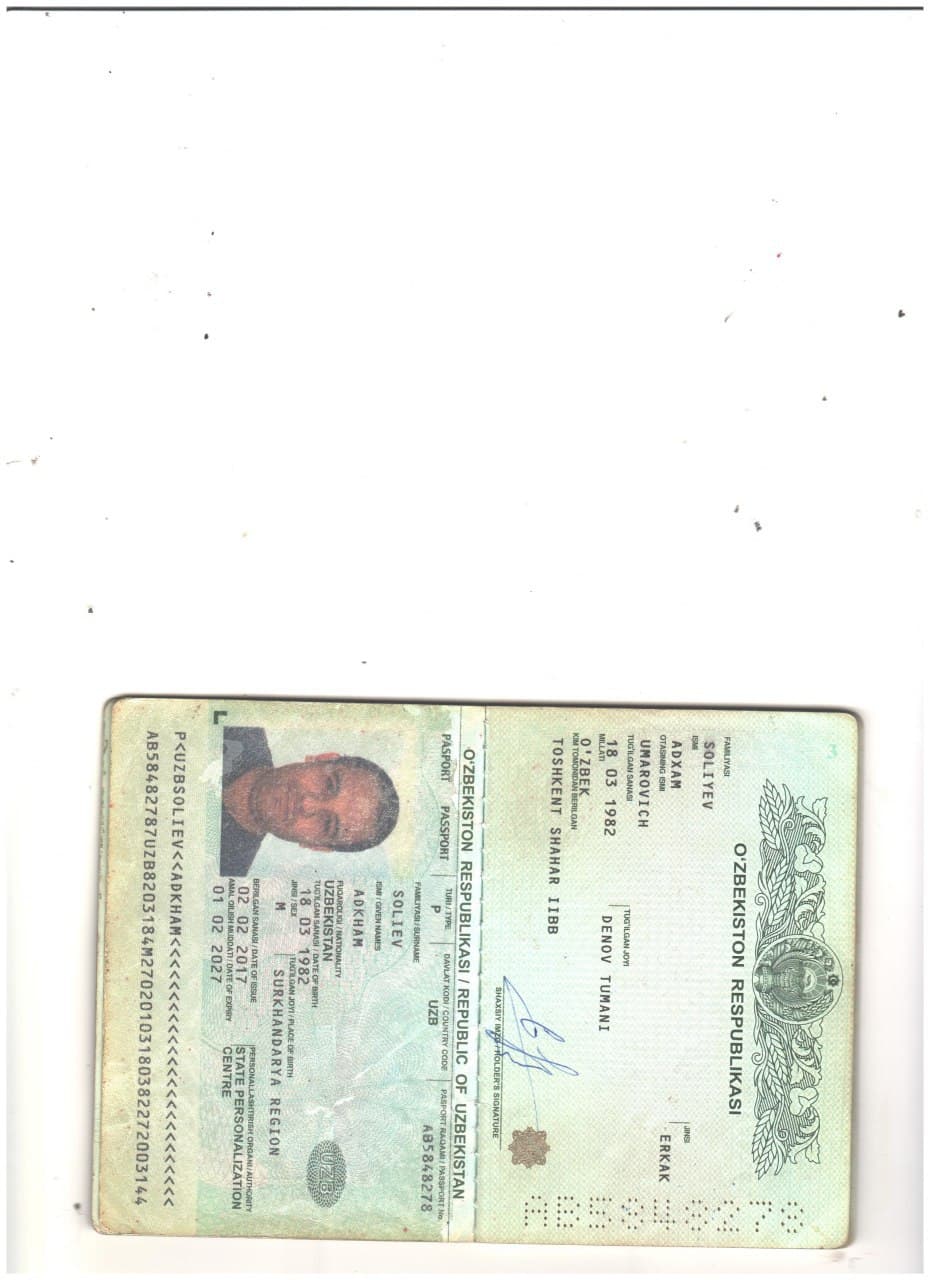 3
O'ZBEKISTON RESPUBLIKASI
FAMILIYASI
SOLIYEV
ISMI
ADXAM
JINSI
ERKAK
OTASINING ISMI
UMAROVICH
TUG'ILGAN SANASI
18 03 1982
TUG'ILGAN JOYI
DENOV TUMANI
MILLATI
O'ZBEK
KIM TOMONIDAN BERILGAN
TOSHKENT SHAHAR IIBB
SHAXSIY IMZO / HOLDER'S SIGNATURE
AB5848278
O'ZBEKISTON RESPUBLIKASI / REPUBLIC OF UZBEKISTAN
PASPORT PASSPORT
TURI / TYPE
P
DAVLAT KODI / COUNTRY CODE
UZB
PASPORT RAQAMI / PASSPORT No.
AB5848278
FAMILIYASI / SURNAME
SOLIEV
ISMI / GIVEN NAMES
ADKHAM
FUQAROLIGI / NATIONALITY
UZBEKISTAN
UZB
TUG'ILGAN SANASI / DATE OF BIRTH
18 03 1982
JINSI / SEX
M
TUG'ILGAN JOYI / PLACE OF BIRTH
SURKHANDARYA REGION
BERILGAN SANASI / DATE OF ISSUE
02 02 2017
PERSONALLASHTIRISH ORGANI / AUTHORITY
STATE PERSONALIZATION
CENTRE
AMAL QILISH MUDDATI / DATE OF EXPIRY
01 02 2027
P<UZBSOLIEV<<ADKHAM<<<<<<<<<<<<<<<<<<<<<<<<<
AB58482787UZB8203184M27020103180382272003144